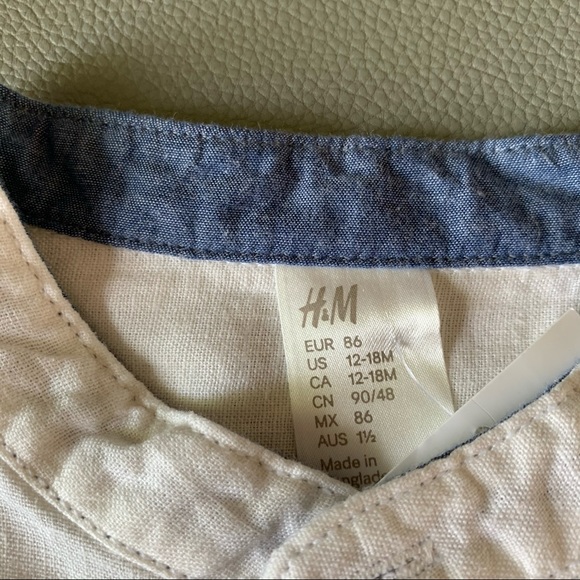 H&M
EUR 86
US 12-18M
CA 12-18M
CN 90/48
MX 86
AUS 1½
Made in